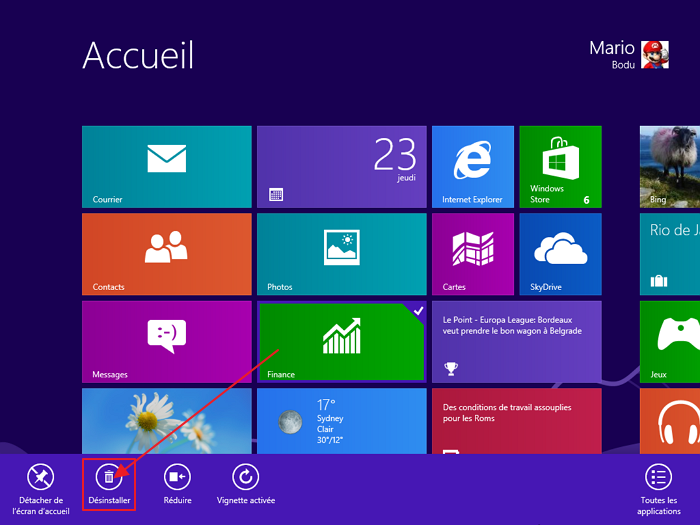 Accueil
Mario
Bodu
Courrier
23
jeudi
Internet Explorer
Windows
Store
6
Bing
Contacts
Photos
Cartes
SkyDrive
Rio de Ja
Messages
:-)
Finance
Le Point - Europa League: Bordeaux
veut prendre le bon wagon à Belgrade
Jeux
17°
Sydney
Clair
30°/12°
Des conditions de travail assouplies
pour les Roms
Détacher de
l'écran d'accueil
Désinstaller
Réduire
Vignette activée
Toutes les
applications